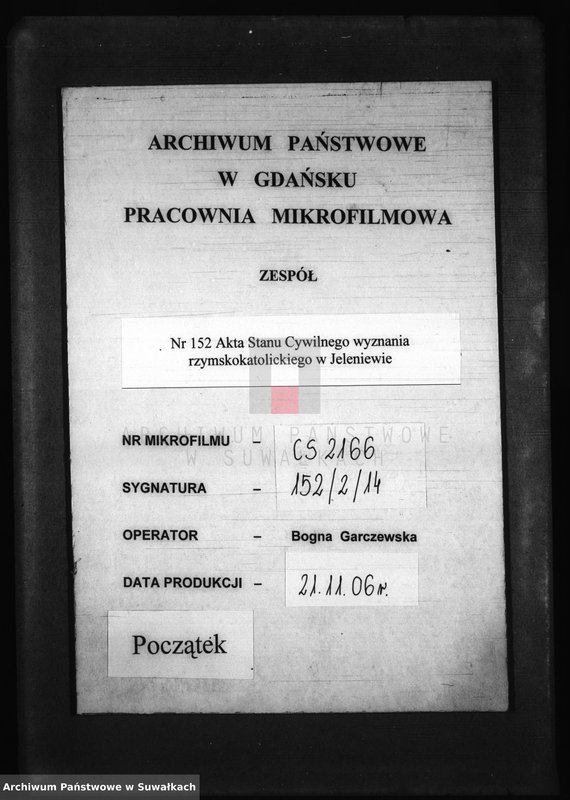 ARCHIWUM PAŃSTWOWE
W GDAŃSKU
PRACOWNIA MIKROFILMOWA
ZESPÓŁ
Nr 152 Akta Stanu Cywilnego wyznania
rzymskokatolickiego w Jeleniewie
ARCHIWUM PAŃSTWOWE
W SUWAŁKACH
NR MIKROFILMU – CS 2166
SYGNATURA – 152/2/14
OPERATOR – Bogna Garczewska
DATA PRODUKCJI – 21.11.06r.
Początek
Archiwum Państwowe w Suwałkach